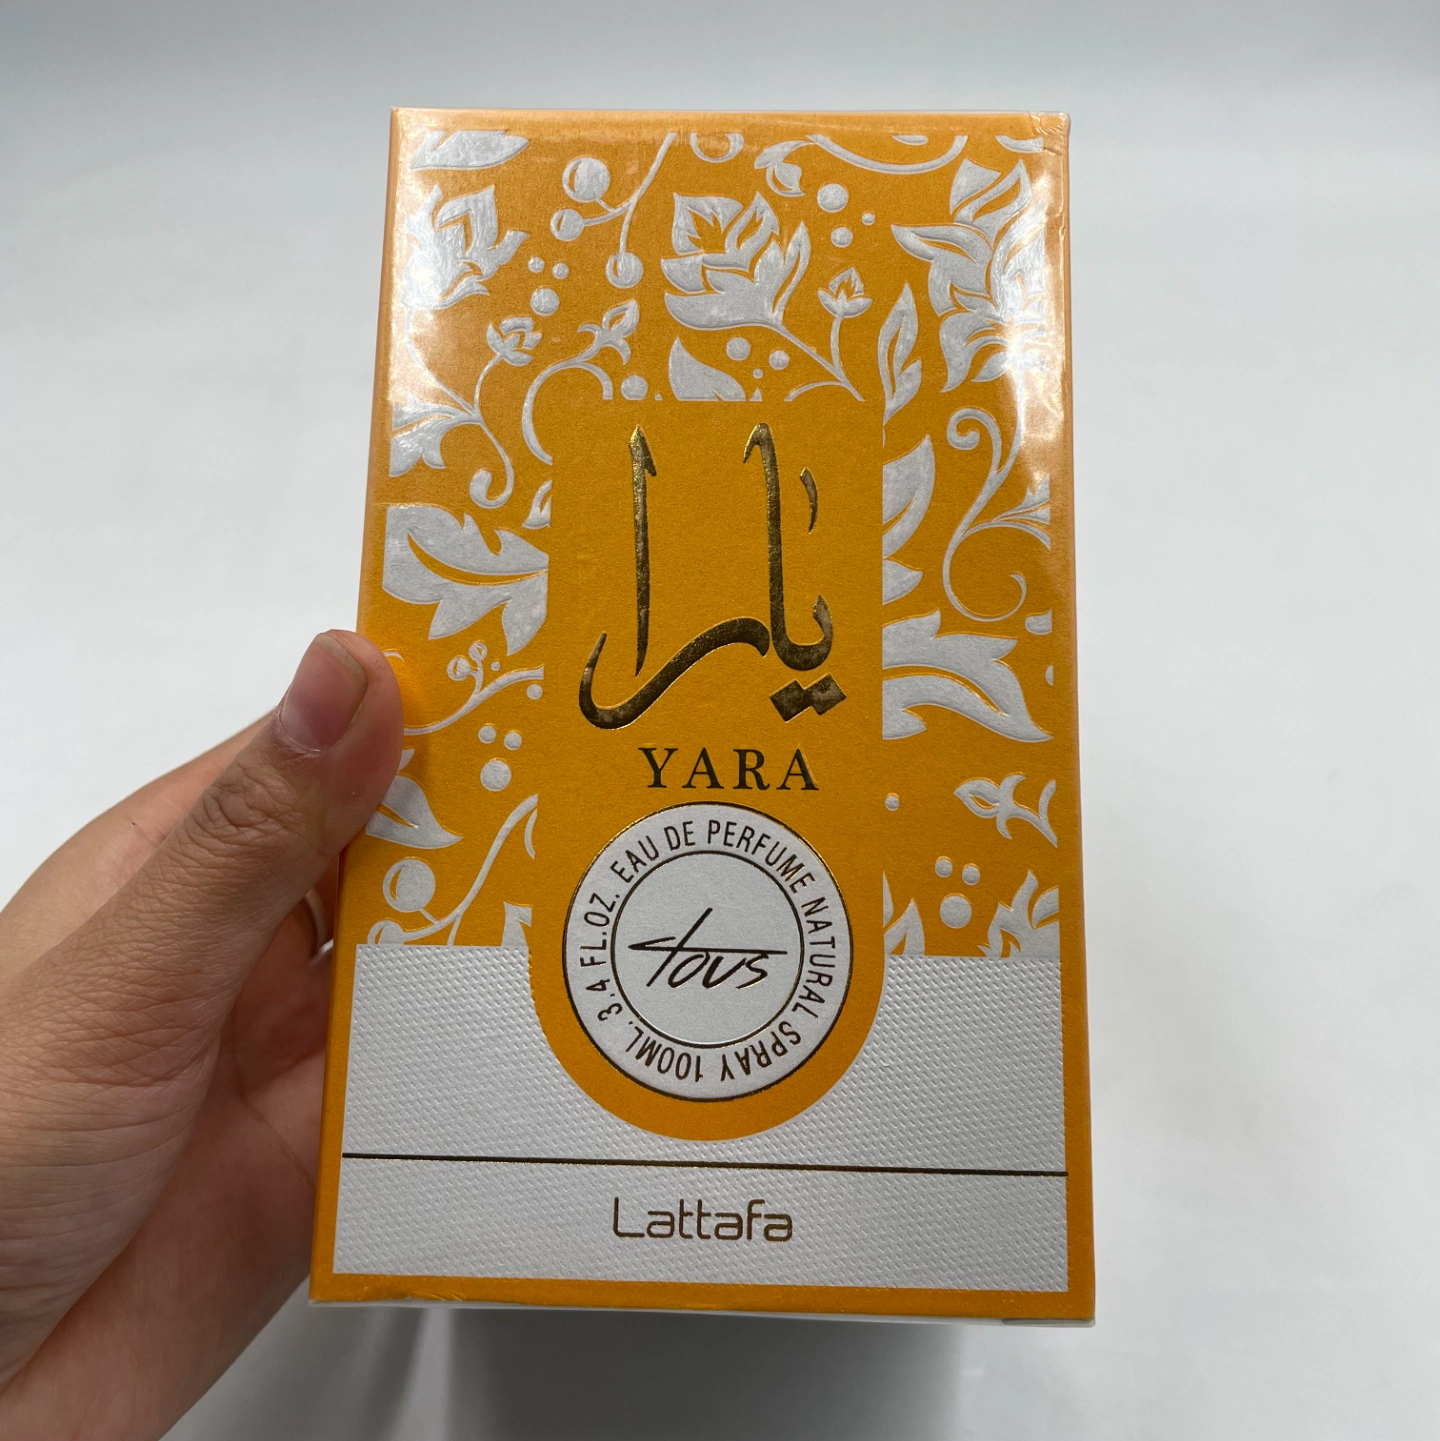 يارا
YARA
EAU DE PERFUME NATURAL SPRAY 100ML. 3.4 FL.OZ.
tous
Lattafa